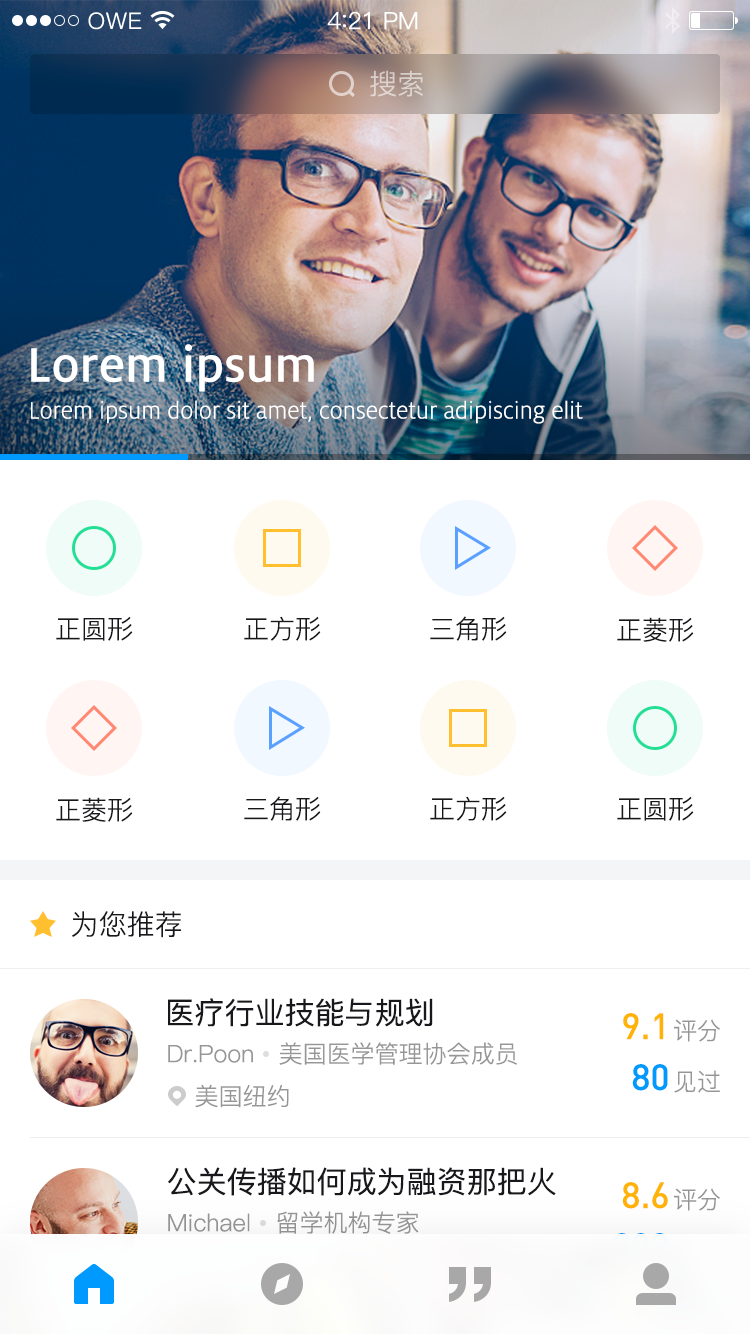 OWE 4:21 PM
搜索
Lorem ipsum
Lorem ipsum dolor sit amet, consectetur adipiscing elit
正圆形 正方形 三角形 正菱形
正菱形 三角形 正方形 正圆形
为您推荐
医疗行业技能与规划
9.1 评分
Dr.Poon • 美国医学管理协会成员
80 见过
美国纽约
公关传播如何成为融资那把火
8.6 评分
Michael • 留学机构专家